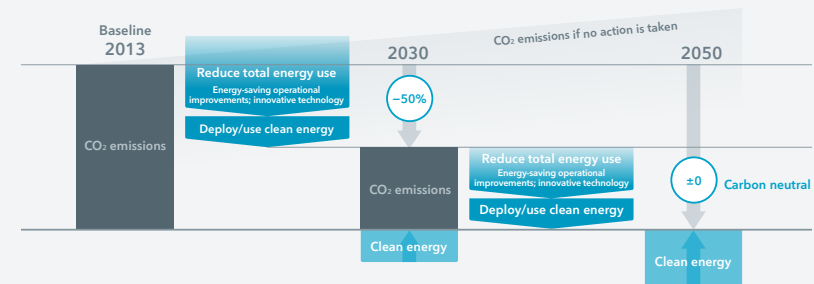 Baseline
2013
CO₂ emissions
Reduce total energy use
Energy-saving operational
improvements; innovative technology
Deploy/use clean energy
CO₂ emissions if no action is taken
2030
−50%
CO₂ emissions
Clean energy
Reduce total energy use
Energy-saving operational
improvements; innovative technology
Deploy/use clean energy
2050
±0
Carbon neutral
Clean energy